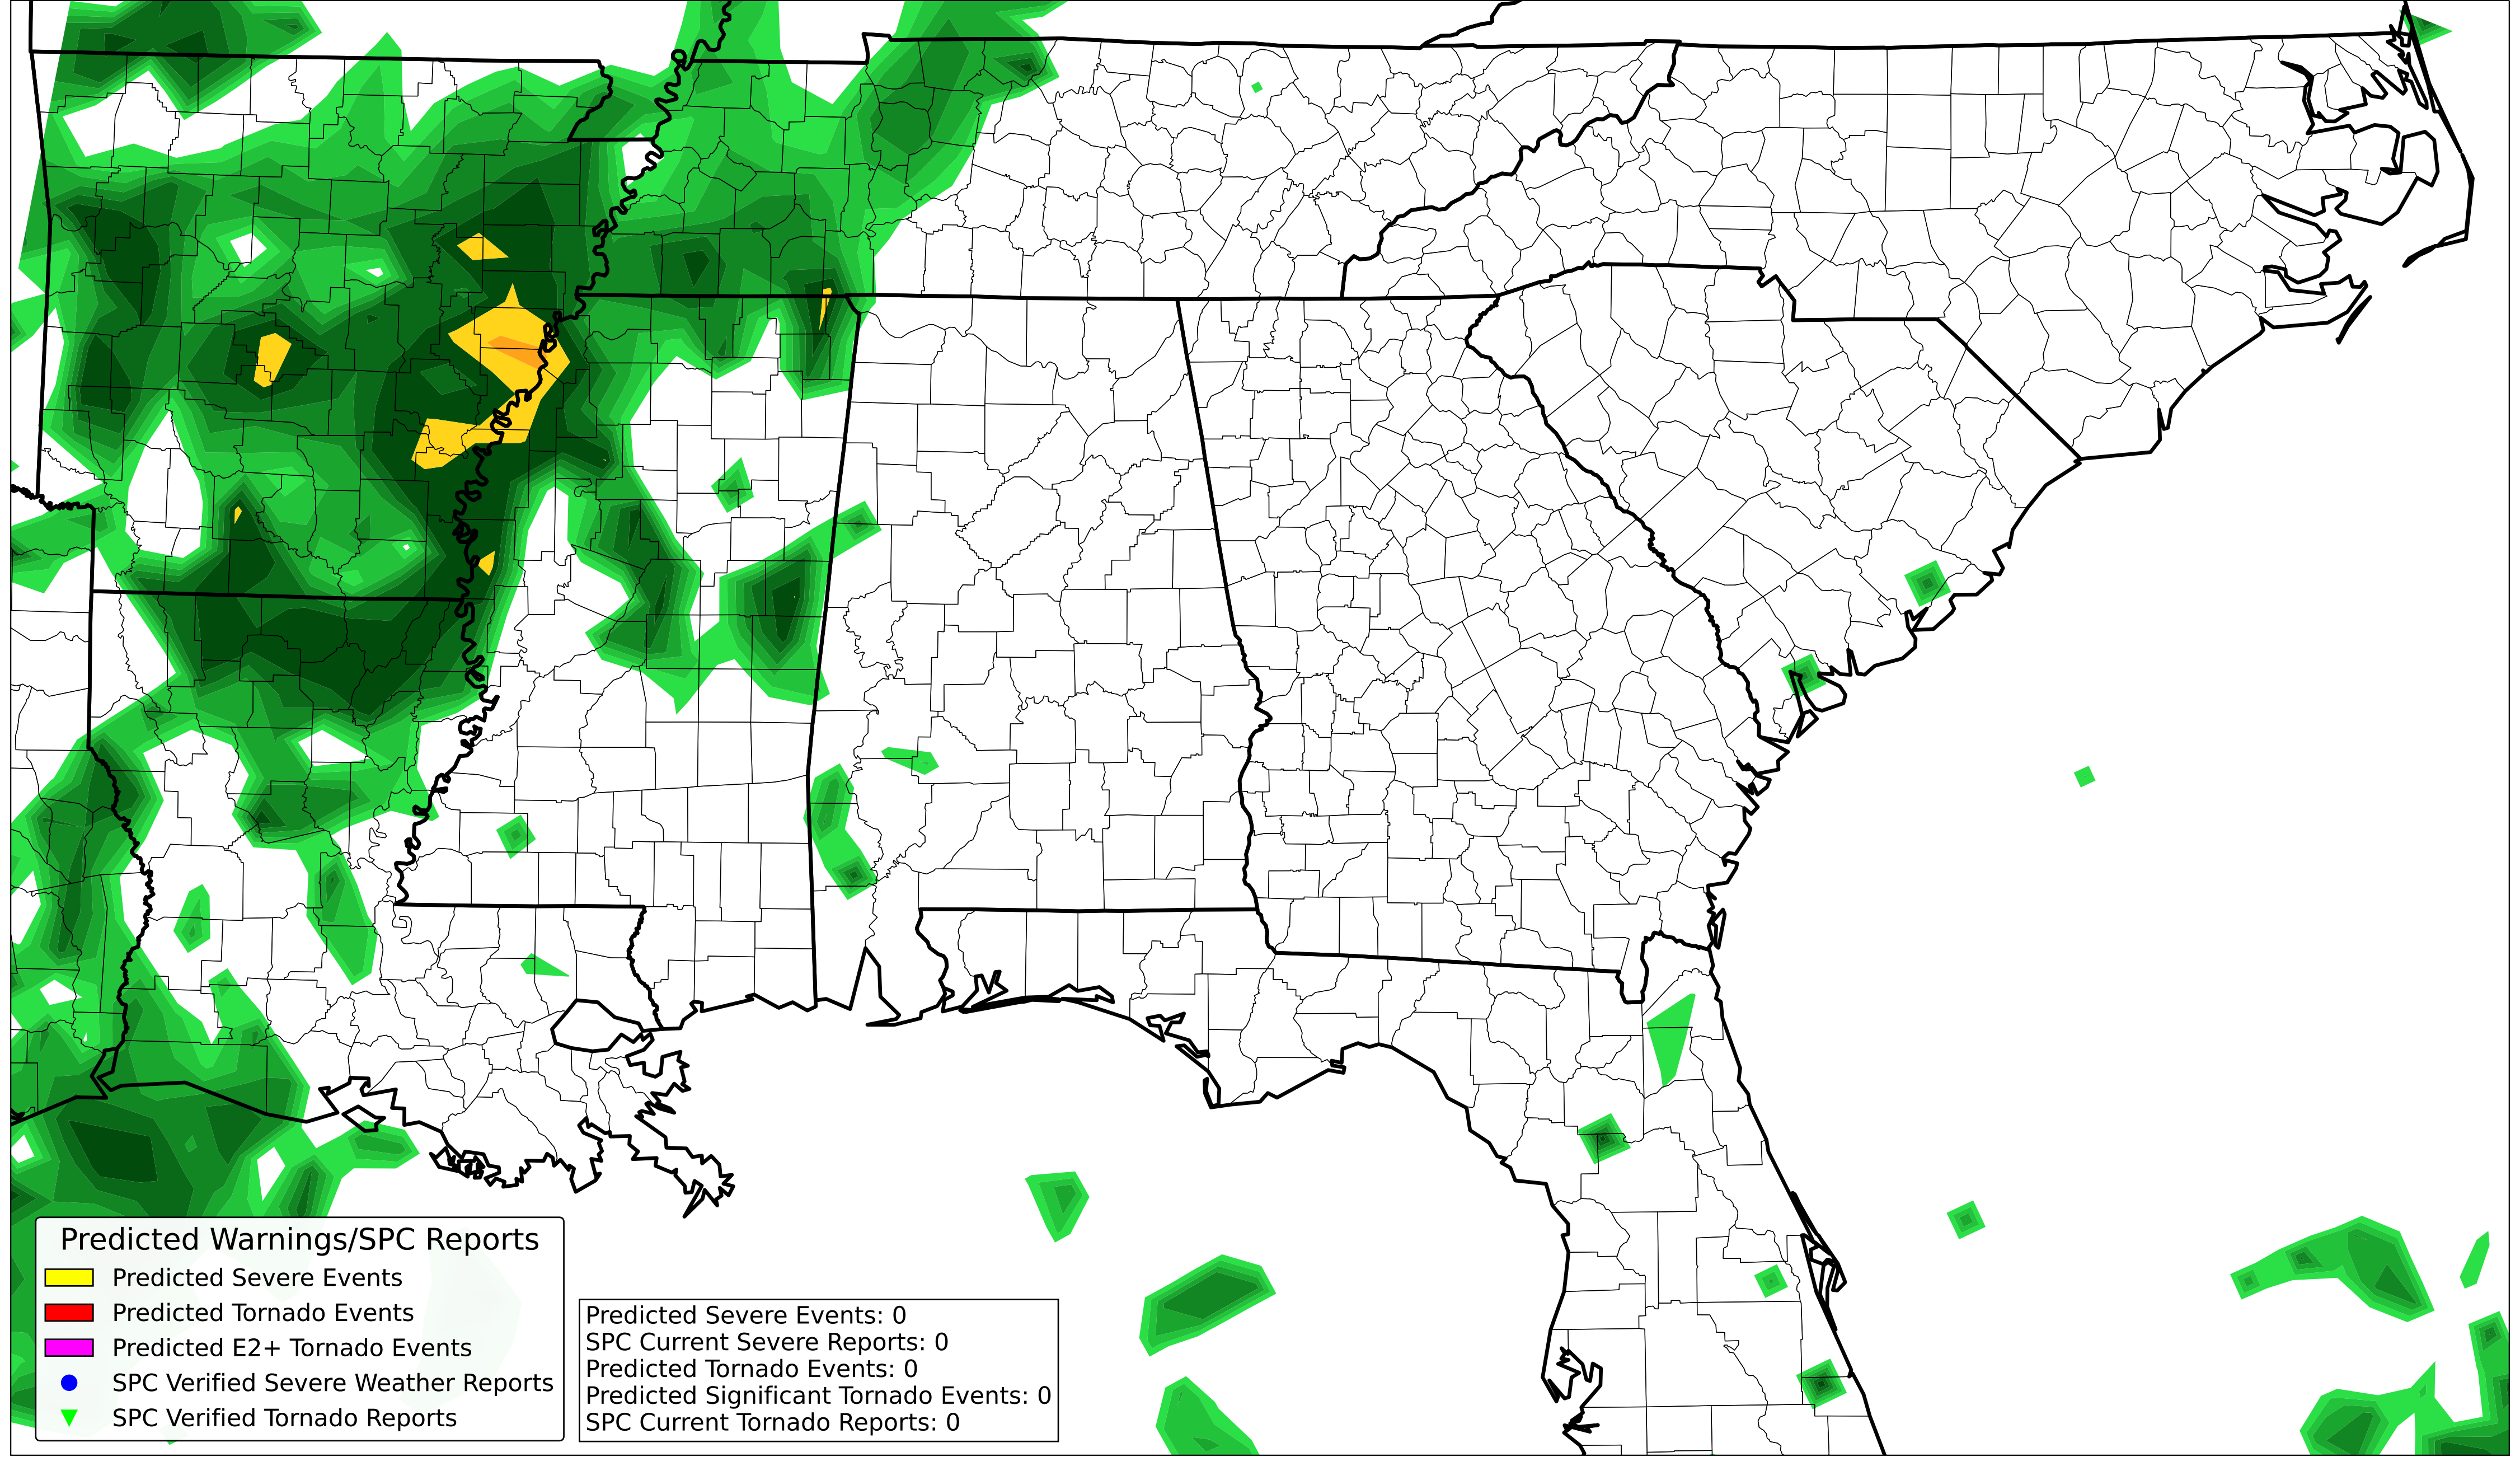 Predicted Warnings/SPC Reports
Predicted Severe Events
Predicted Tornado Events
Predicted E2+ Tornado Events
SPC Verified Severe Weather Reports
SPC Verified Tornado Reports
Predicted Severe Events: 0
SPC Current Severe Reports: 0
Predicted Tornado Events: 0
Predicted Significant Tornado Events: 0
SPC Current Tornado Reports: 0